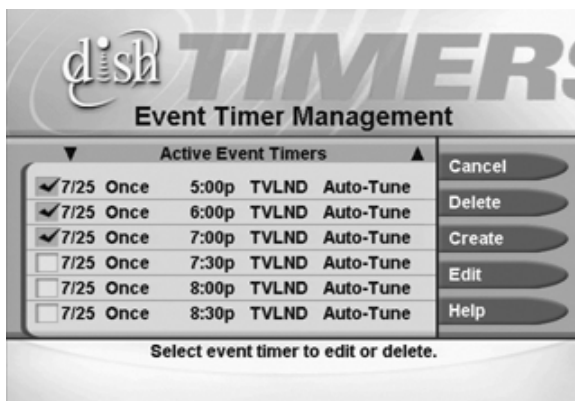 dish TIMERS
Event Timer Management
Active Event Timers
7/25 Once 5:00p TVLND Auto-Tune
7/25 Once 6:00p TVLND Auto-Tune
7/25 Once 7:00p TVLND Auto-Tune
7/25 Once 7:30p TVLND Auto-Tune
7/25 Once 8:00p TVLND Auto-Tune
7/25 Once 8:30p TVLND Auto-Tune
Cancel
Delete
Create
Edit
Help
Select event timer to edit or delete.